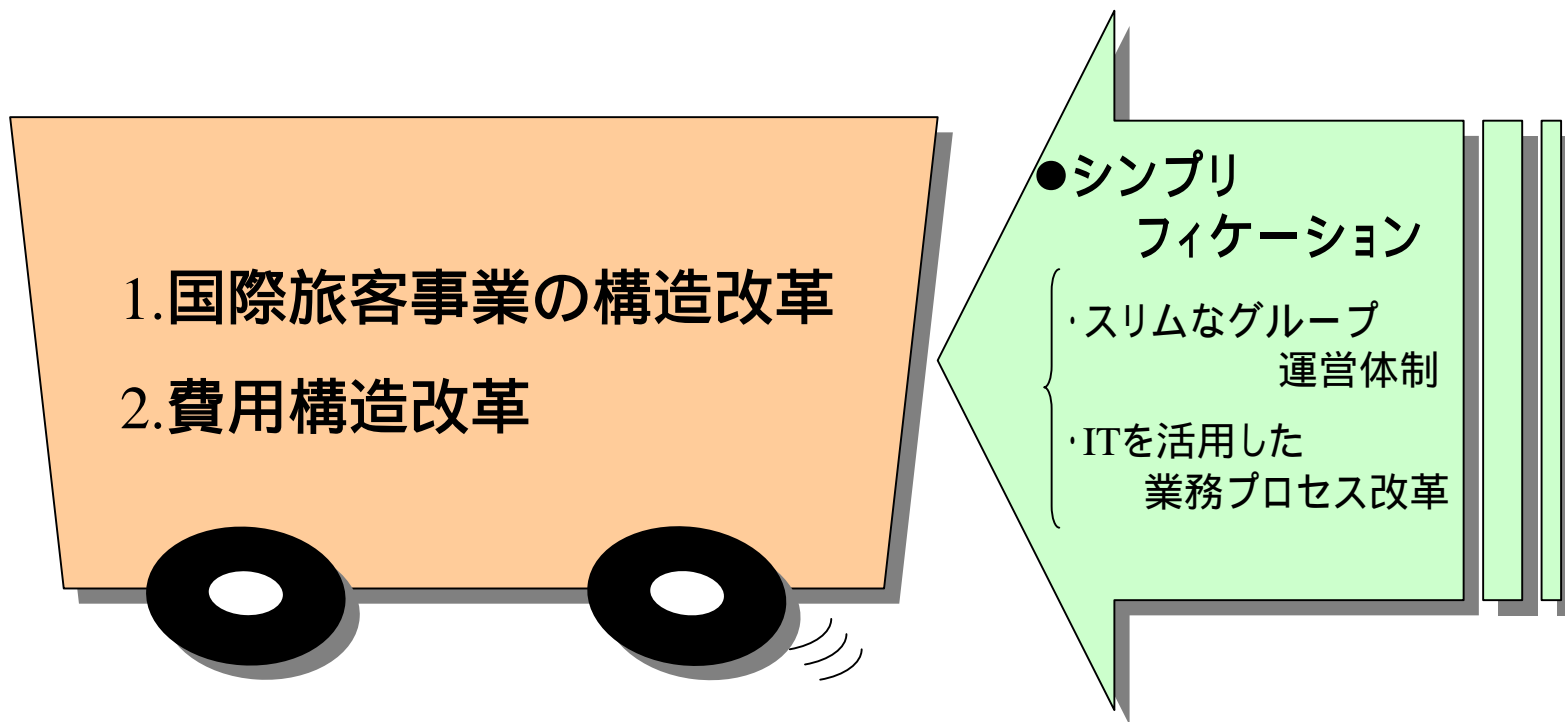 1.国際旅客事業の構造改革
2.費用構造改革
●シンプリ
フィケーション
・スリムなグループ
運営体制
・ITを活用した
業務プロセス改革